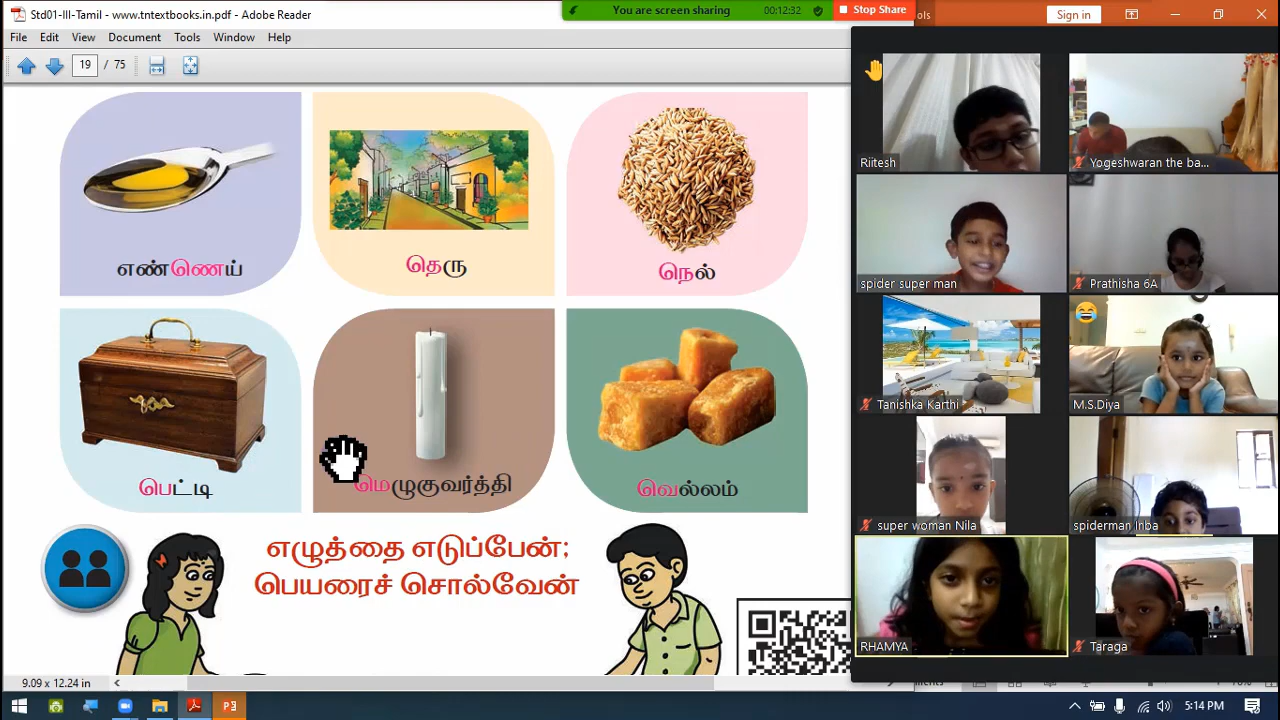 Std01-III-Tamil - www.tntextbooks.in.pdf - Adobe Reader
You are screen sharing
00:12:32
Stop Share
ols
Sign in
File Edit View Document Tools Window Help
19 / 75
எண்ணெய்
தெரு
நெல்
பெட்டி
மெழுகுவர்த்தி
வெல்லம்
எழுத்தை எடுப்பேன்;
பெயரைச் சொல்வேன்
Riitesh
Yogeshwaran the ba...
spider super man
Prathisha 6A
Tanishka Karthi
M.S.Diya
super woman Nila
spiderman Inba
RHAMYA
Taraga
9.09 x 12.24 in
5:14 PM